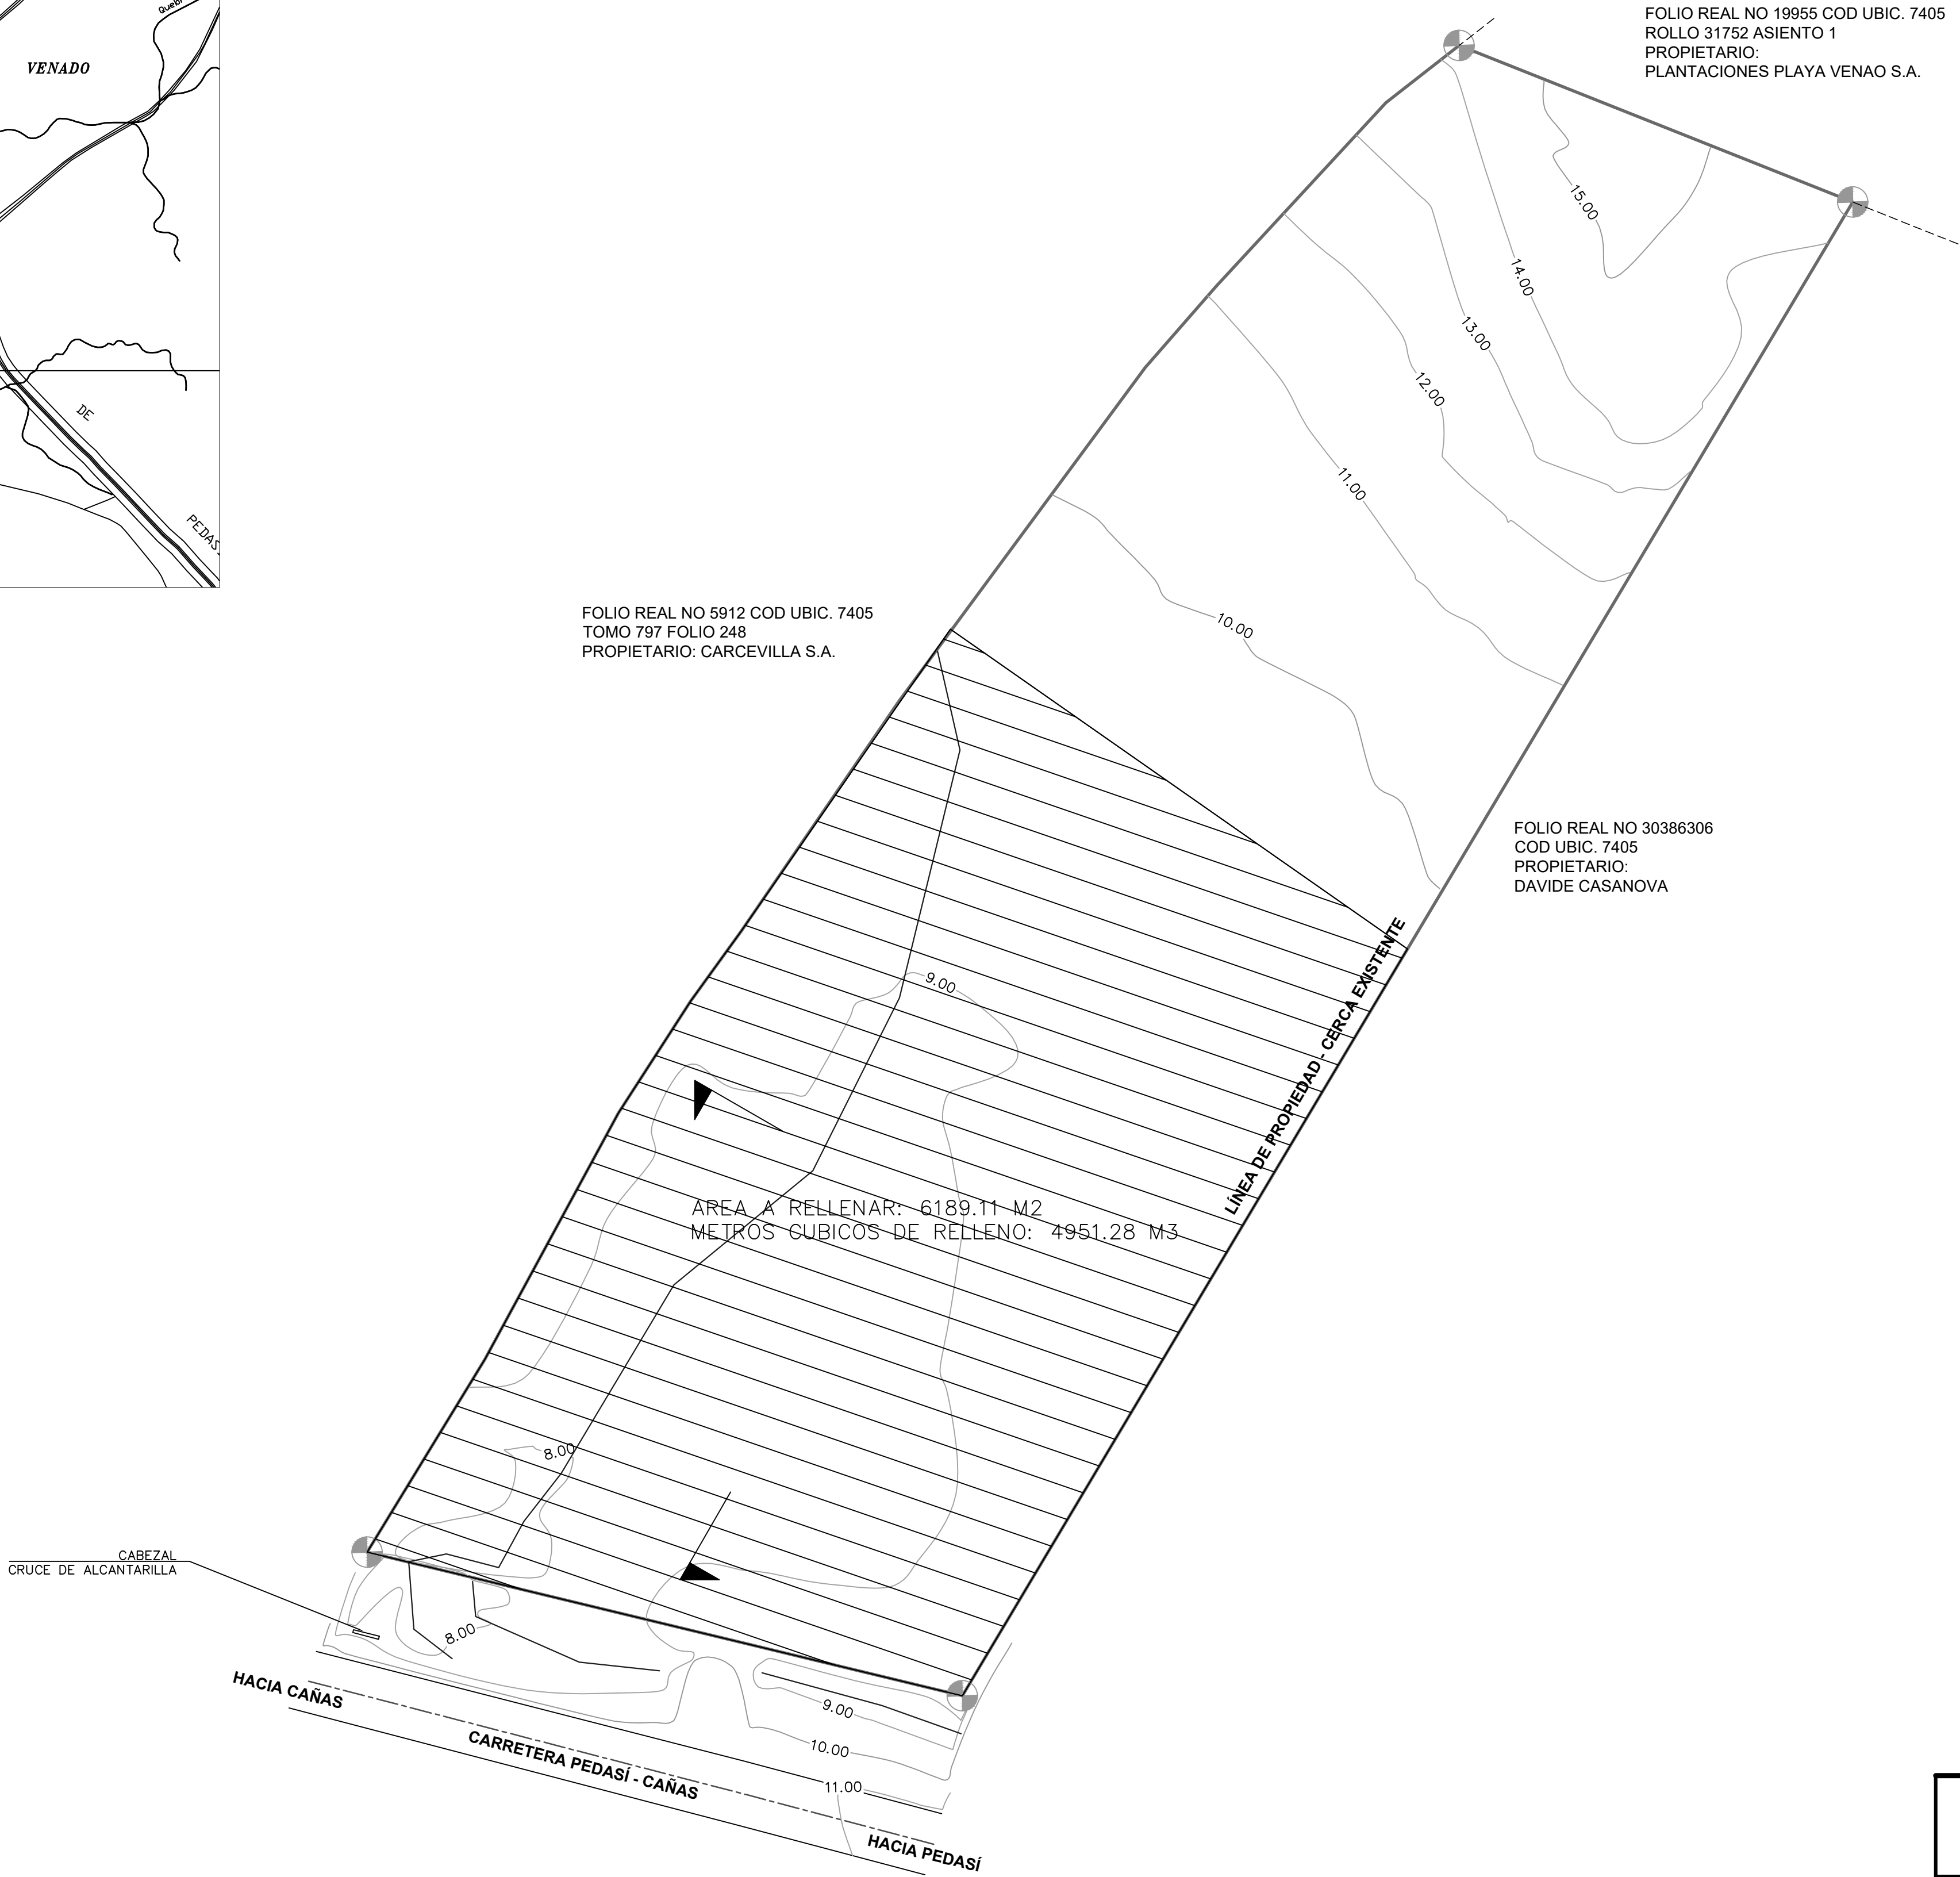 Quebr
VENADO
DE
PEDAS
FOLIO REAL NO 19955 COD UBIC. 7405
ROLLO 31752 ASIENTO 1
PROPIETARIO:
PLANTACIONES PLAYA VENAO S.A.
15.00
14.00
13.00
12.00
11.00
10.00
FOLIO REAL NO 5912 COD UBIC. 7405
TOMO 797 FOLIO 248
PROPIETARIO: CARCEVILLA S.A.
FOLIO REAL NO 30386306
COD UBIC. 7405
PROPIETARIO:
DAVIDE CASANOVA
LÍNEA DE PROPIEDAD - CERCA EXISTENTE
9.00
AREA A RELLENAR: 6189.11 M2
METROS CUBICOS DE RELLENO: 4951.28 M3
8.00
CABEZAL
CRUCE DE ALCANTARILLA
8.00
HACIA CAÑAS
CARRETERA PEDASÍ - CAÑAS
9.00
10.00
11.00
HACIA PEDASÍ